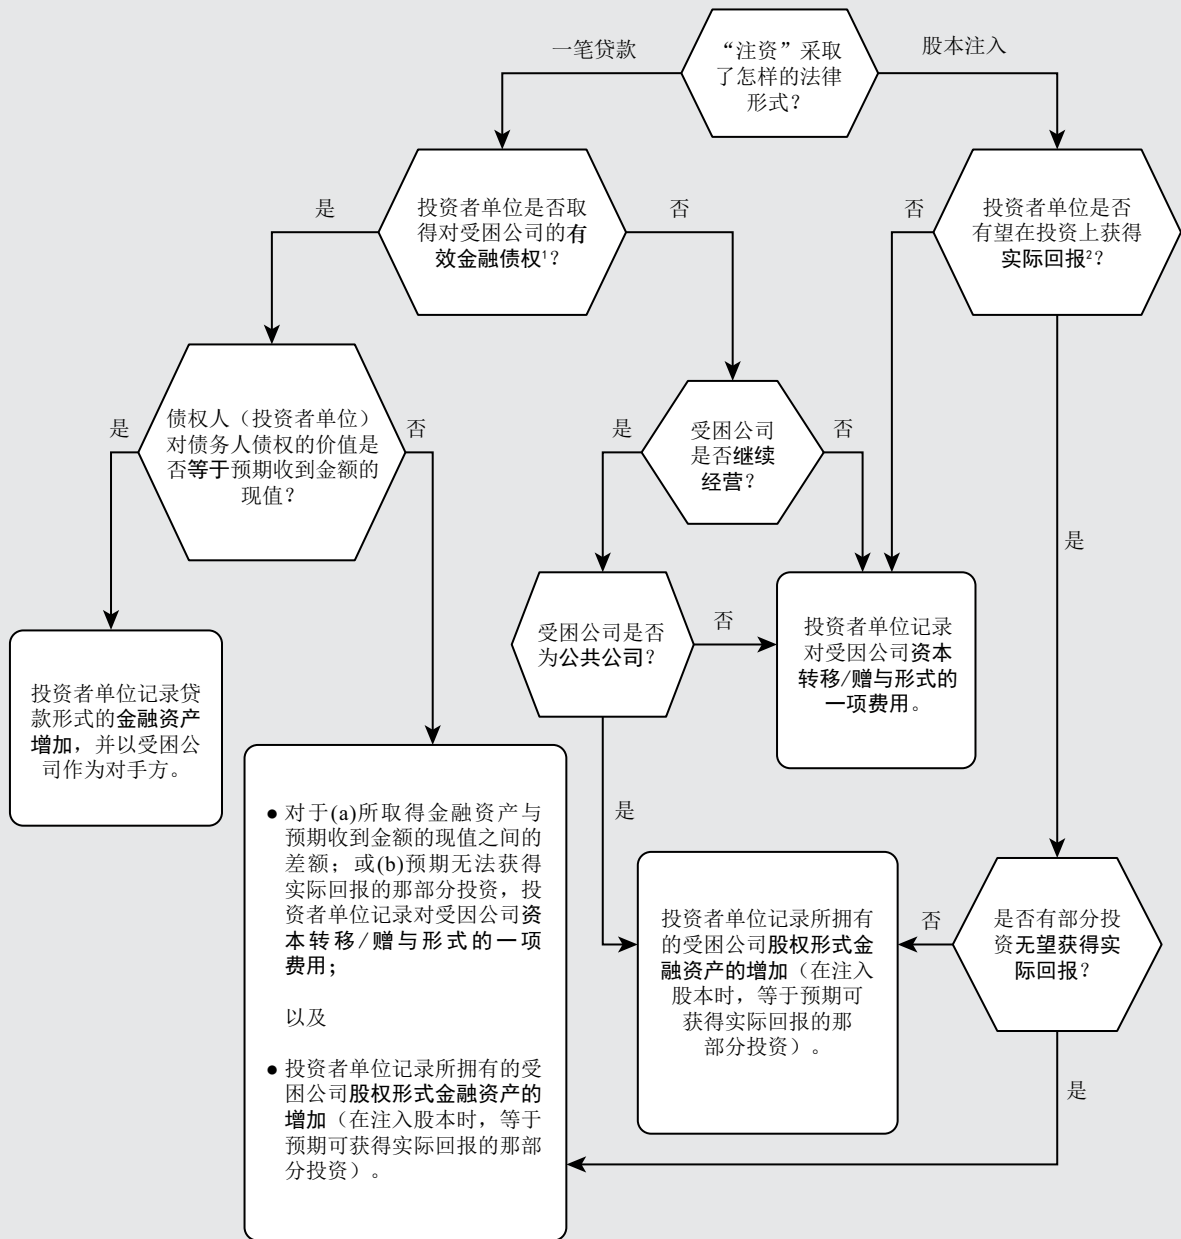 一笔贷款
“注资”采取
了怎样的法律
形式？
股本注入
是
投资者单位是否取
得对受困公司的有
效金融债权¹？
否
否
投资者单位是否
有望在投资上获得
实际回报²？
是
债权人（投资者单位）
对债务人债权的价值是
否等于预期收到金额的
现值？
否
是
受困公司
是否继续
经营？
否
是
受困公司是否
为公共公司？
否
投资者单位记录
对受因公司资本
转移/赠与形式的
一项费用。
投资者单位记录贷
款形式的金融资产
增加，并以受困公
司作为对手方。
● 对于(a)所取得金融资产与
预期收到金额的现值之间的
差额；或(b)预期无法获得
实际回报的那部分投资，投
资者单位记录对受因公司资
本转移/赠与形式的一项
费用；
以及
● 投资者单位记录所拥有的受
困公司股权形式金融资产的
增加（在注入股本时，等于
预期可获得实际回报的那部
分投资）。
是
投资者单位记录所拥有
的受困公司股权形式金
融资产的增加（在注入
股本时，等于预期可
获得实际回报的那
部分投资）。
否
是否有部分投
资无望获得实
际回报？
是